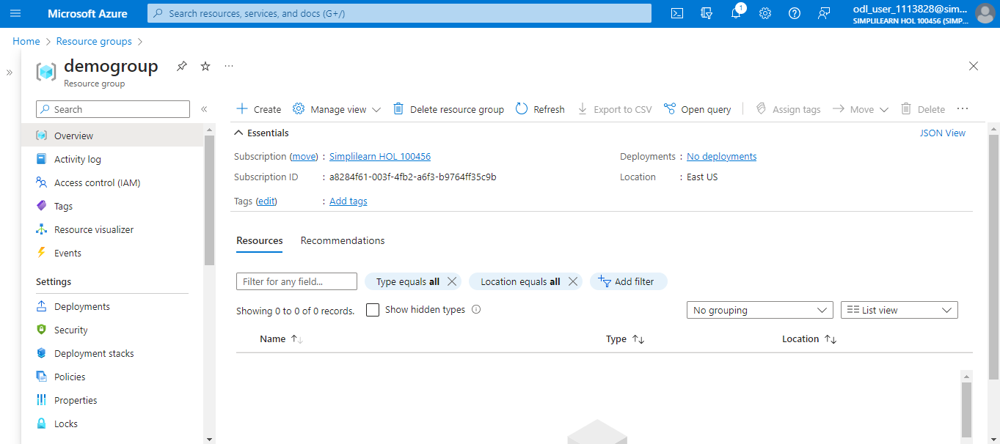 Microsoft Azure
Search resources, services, and docs (G+/)
1
odl_user_1113828@sim...
SIMPLILEARN HOL 100456 (SIMP...
Home > Resource groups >
demogroup
Resource group
Search
Overview
Activity log
Access control (IAM)
Tags
Resource visualizer
Events
Settings
Deployments
Security
Deployment stacks
Policies
Properties
Locks
Create Manage view Delete resource group Refresh Export to CSV Open query Assign tags Move Delete ...
Essentials JSON View
Subscription (move) : Simplilearn HOL 100456 Deployments : No deployments
Subscription ID : a8284f61-003f-4fb2-a6f3-b9764ff35c9b Location : East US
Tags (edit) : Add tags
Resources Recommendations
Filter for any field... Type equals all Location equals all Add filter
Showing 0 to 0 of 0 records. Show hidden types No grouping List view
Name Type Location